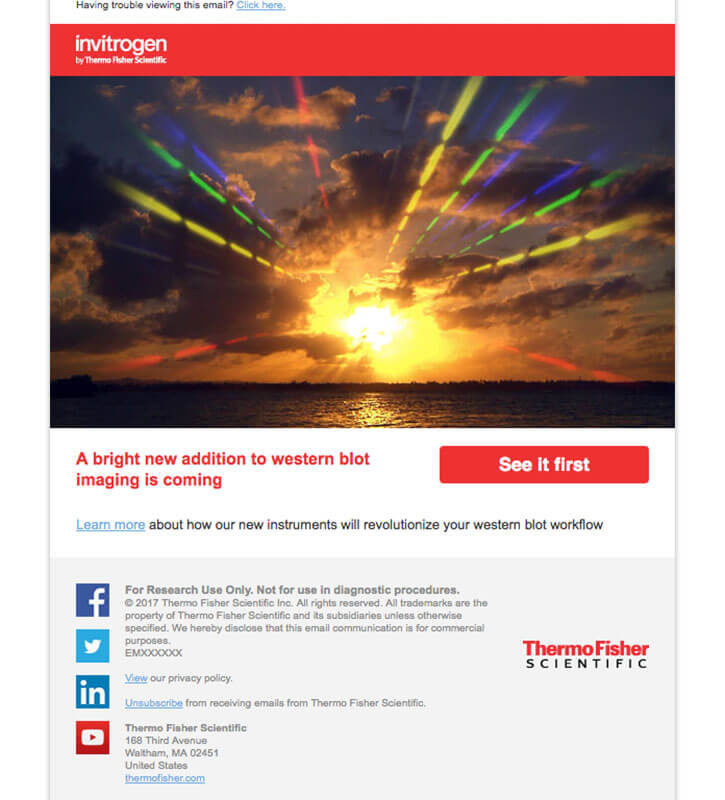 Having trouble viewing this email? Click here.
invitrogen
by Thermo Fisher Scientific
A bright new addition to western blot
imaging is coming
See it first
Learn more about how our new instruments will revolutionize your western blot workflow
For Research Use Only. Not for use in diagnostic procedures.
© 2017 Thermo Fisher Scientific Inc. All rights reserved. All trademarks are the
property of Thermo Fisher Scientific and its subsidiaries unless otherwise
specified. We hereby disclose that this email communication is for commercial
purposes.
EMXXXXXX
View our privacy policy.
Unsubscribe from receiving emails from Thermo Fisher Scientific.
Thermo Fisher Scientific
168 Third Avenue
Waltham, MA 02451
United States
thermofisher.com
ThermoFisher
SCIENTIFIC